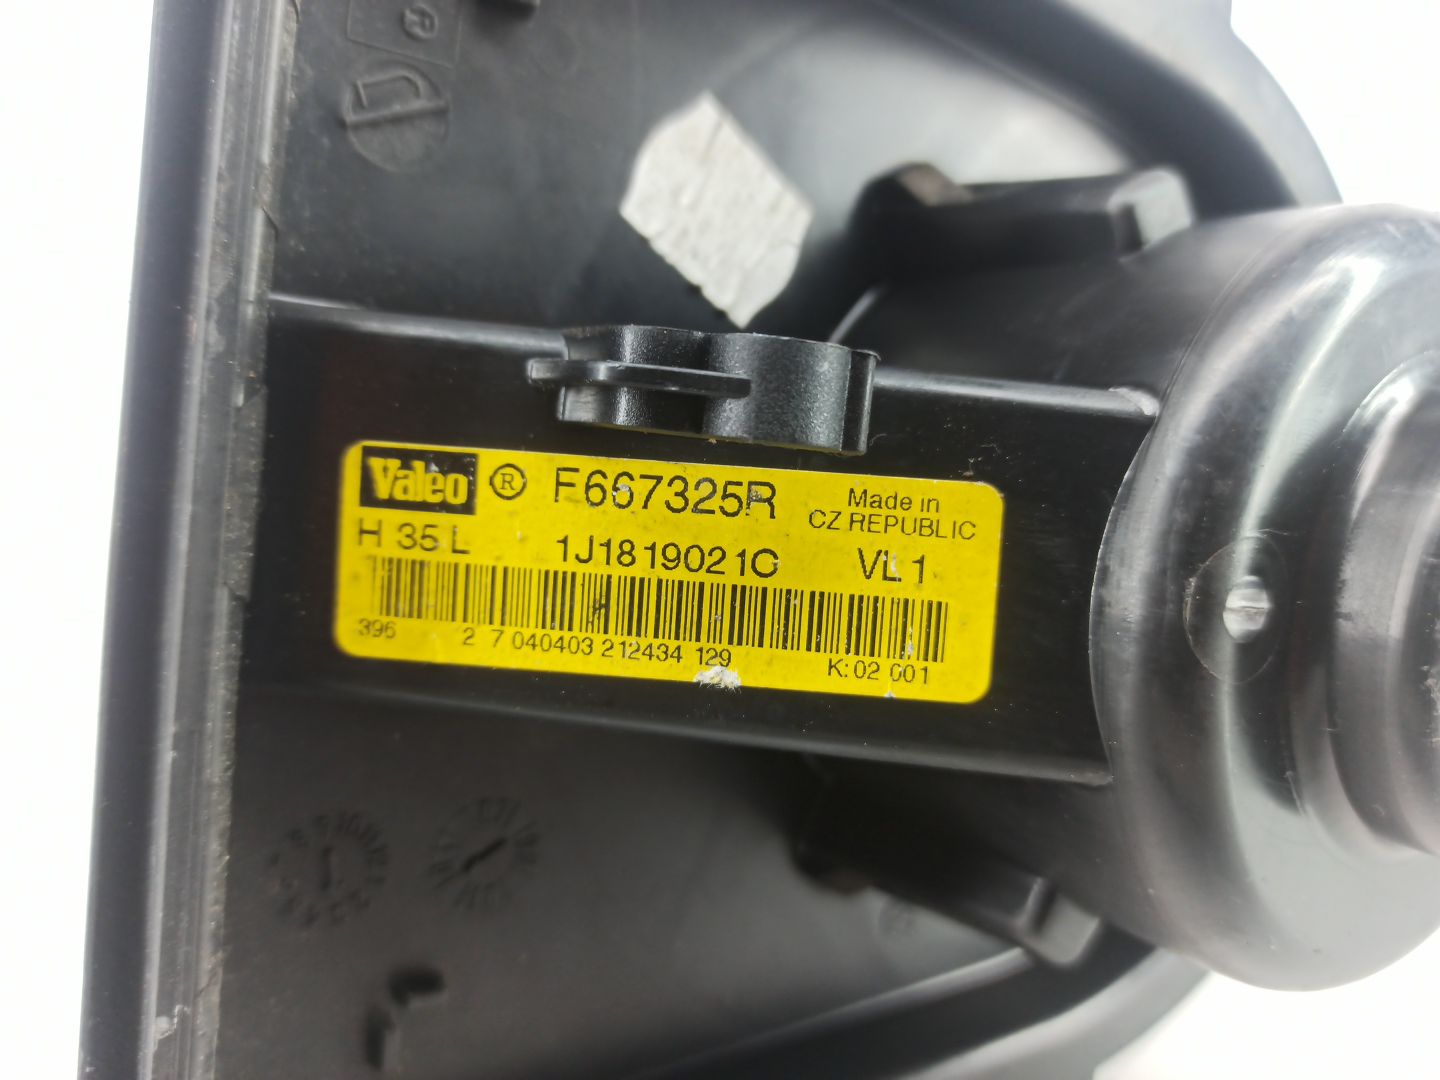 Valeo ® F667325R Made in
CZ REPUBLIC
H 35 L 1J1819021C VL 1
396 2 7 040403 212434 129 K: 02 001